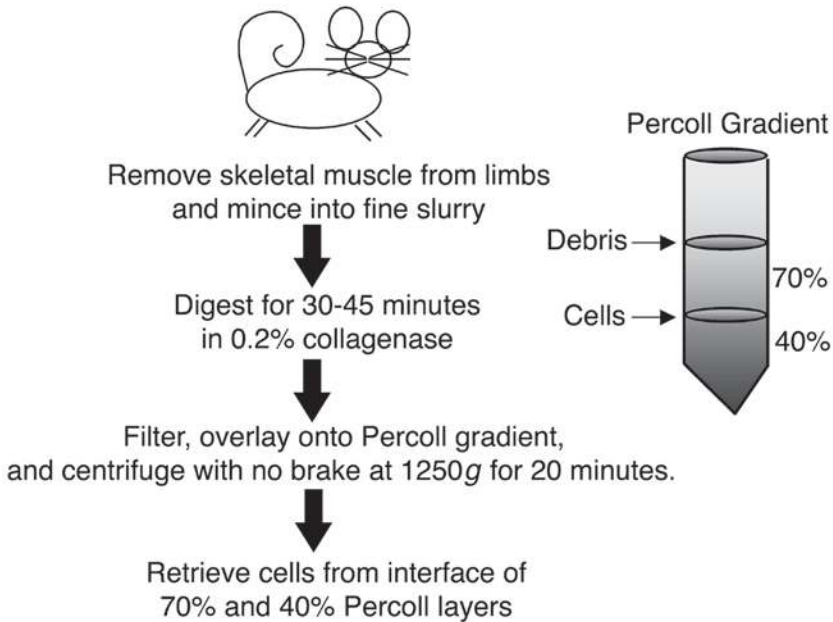 Remove skeletal muscle from limbs
and mince into fine slurry
Digest for 30-45 minutes
in 0.2% collagenase
Filter, overlay onto Percoll gradient,
and centrifuge with no brake at 1250g for 20 minutes.
Retrieve cells from interface of
70% and 40% Percoll layers
Percoll Gradient
Debris
70%
Cells
40%